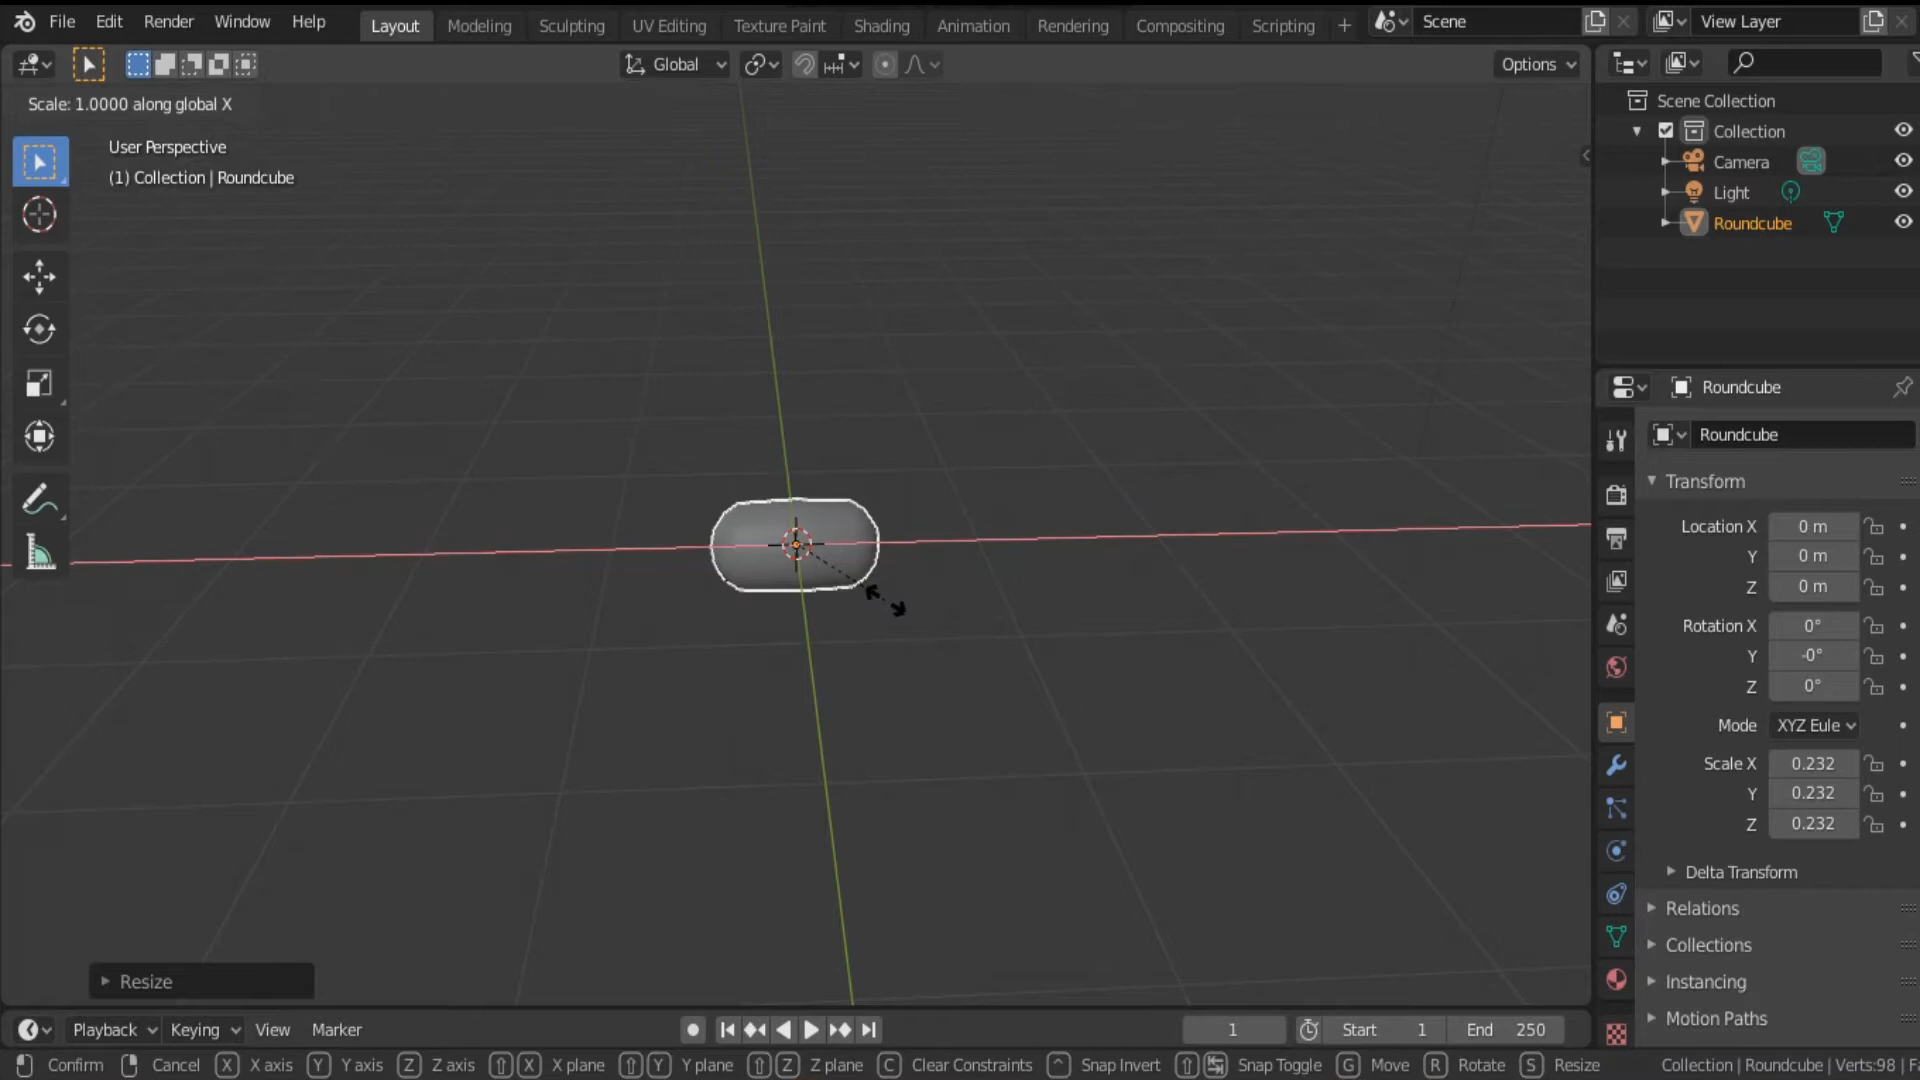 File Edit Render Window Help Layout Modeling Sculpting UV Editing Texture Paint Shading Animation Rendering Compositing Scripting + Scene View Layer
Global Options
Scale: 1.0000 along global X
User Perspective
(1) Collection | Roundcube
Scene Collection
Collection
Camera
Light
Roundcube
Roundcube
Roundcube
Transform
Location X 0 m
Y 0 m
Z 0 m
Rotation X 0°
Y -0°
Z 0°
Mode XYZ Eule
Scale X 0.232
Y 0.232
Z 0.232
Delta Transform
Relations
Collections
Instancing
Motion Paths
Resize
Playback Keying View Marker 1 Start 1 End 250
Confirm Cancel X X axis Y Y axis Z Z axis X X plane Y Y plane Z Z plane C Clear Constraints Snap Invert Snap Toggle G Move R Rotate S Resize Collection | Roundcube | Verts:98 |